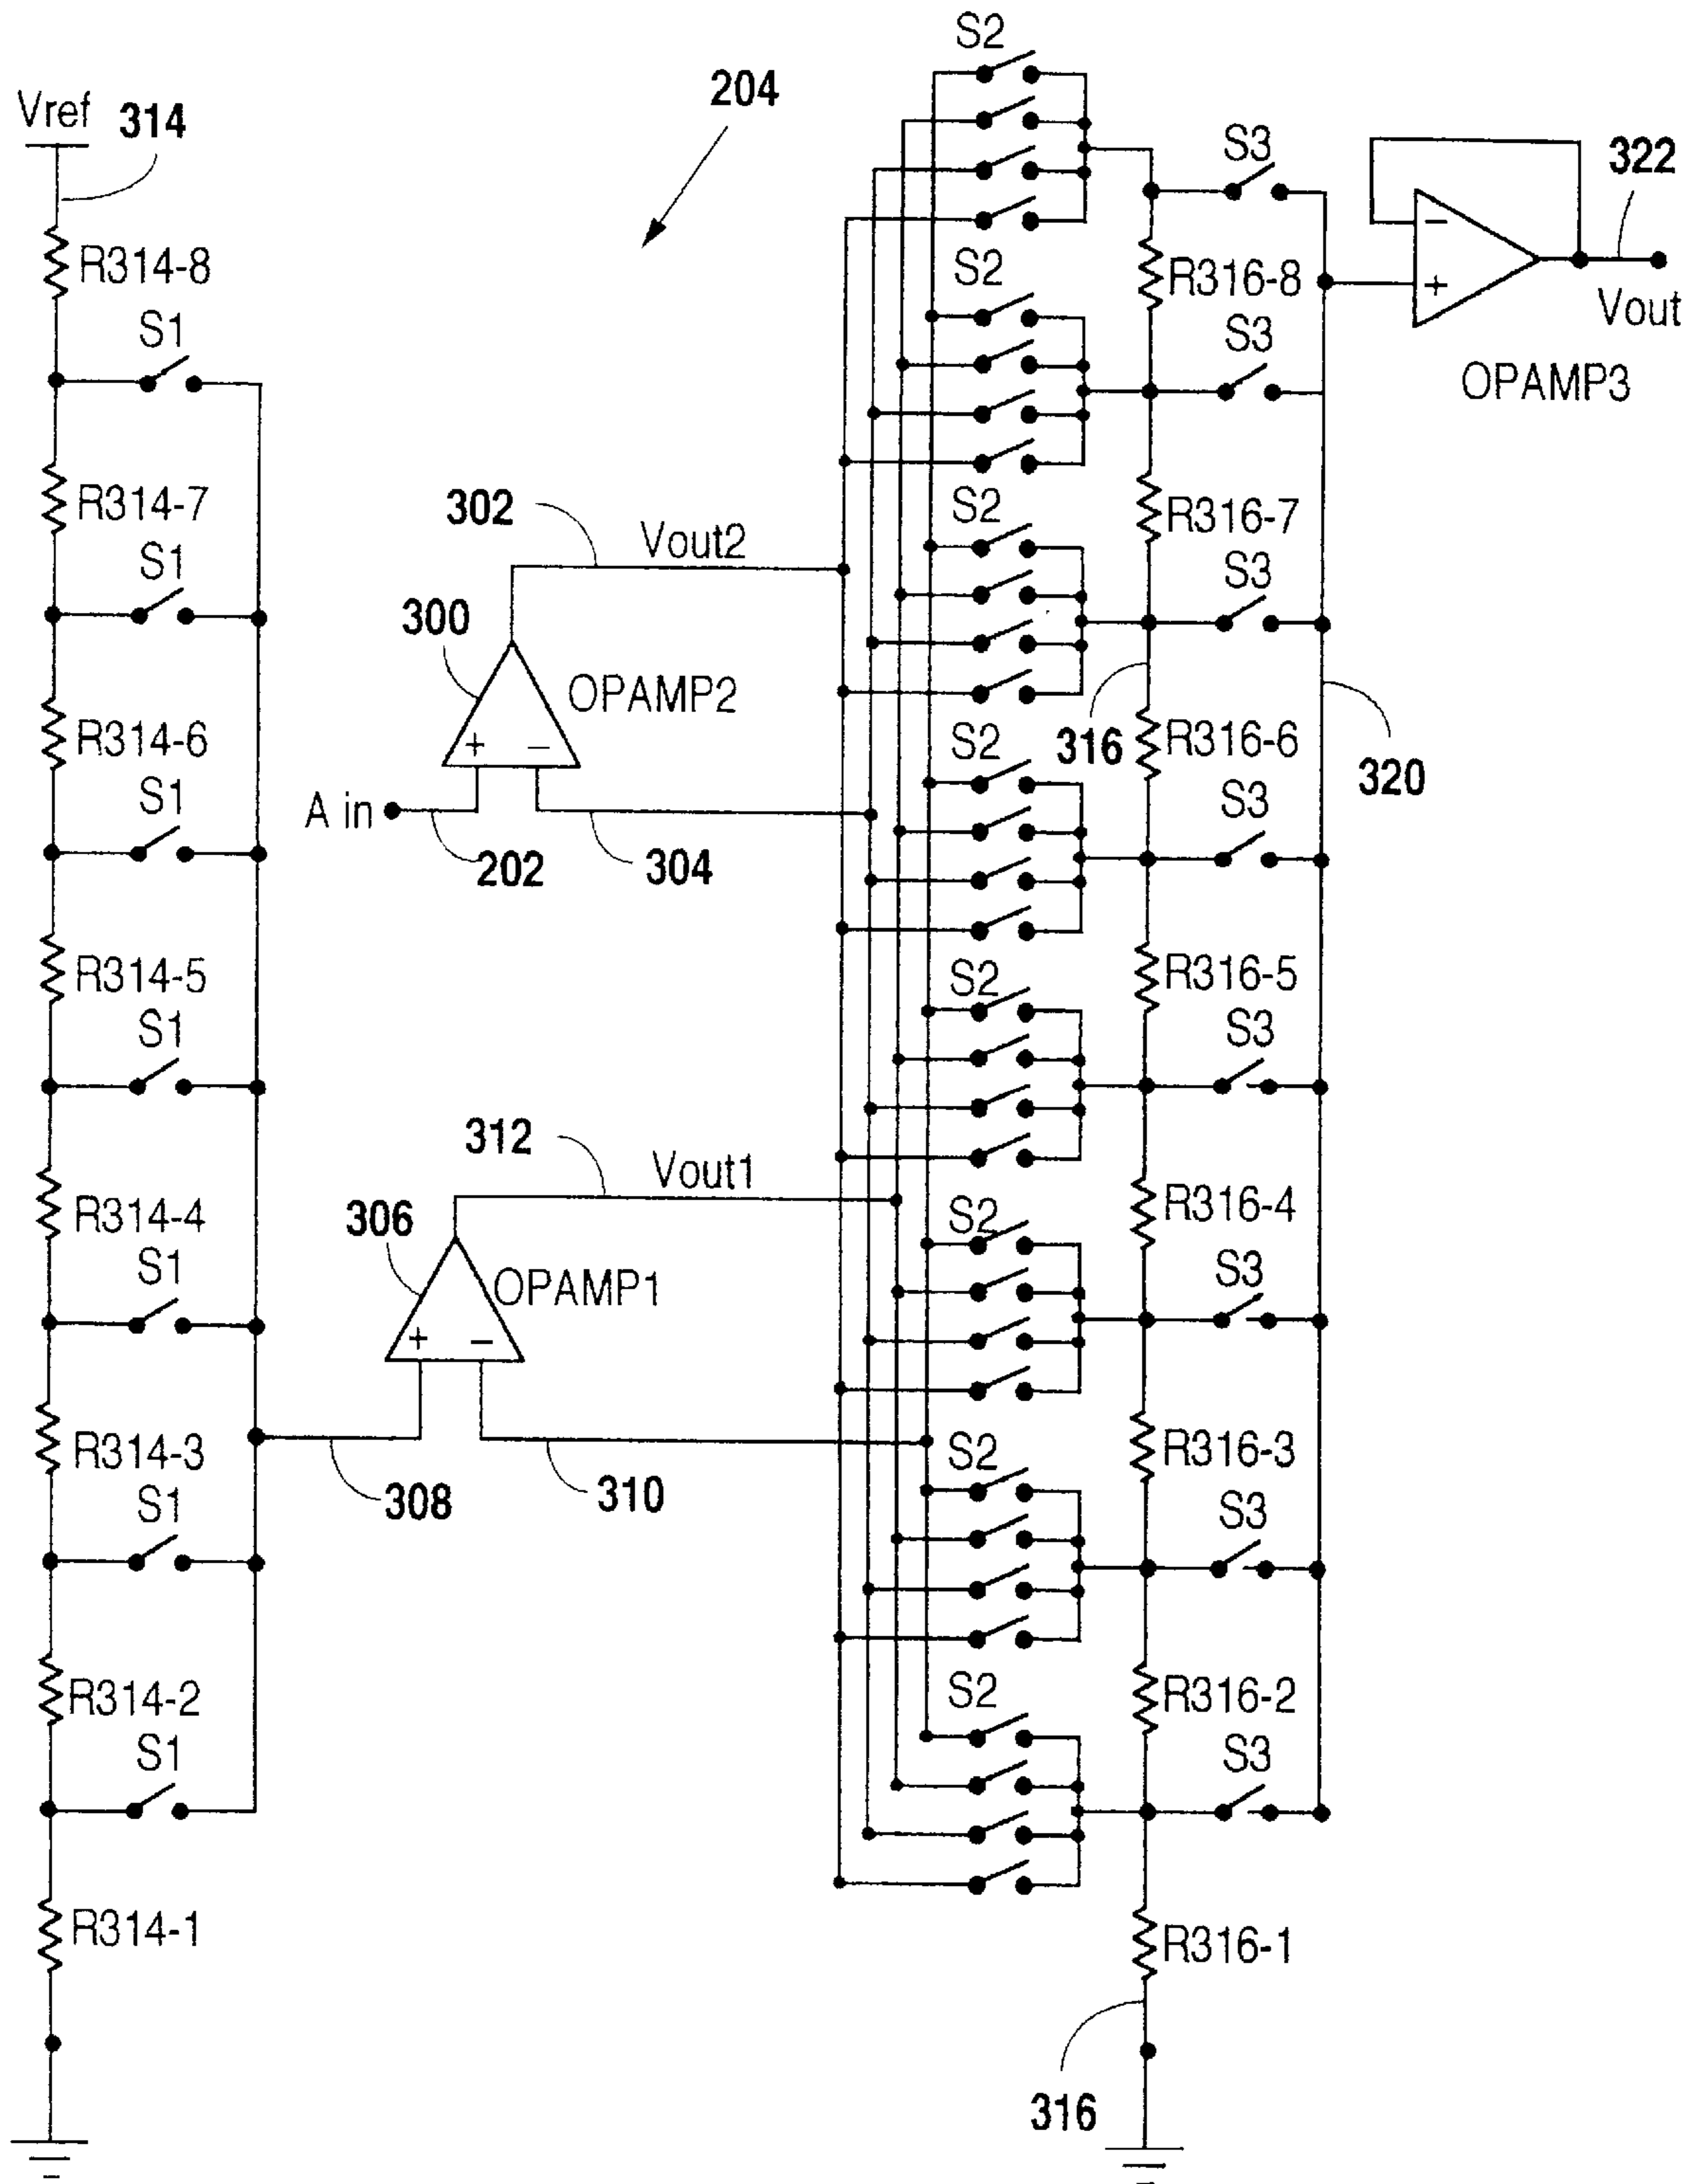 S2
204
Vref 314
S3
322
R314-8
S2
R316-8
Vout
S1
S3
OPAMP3
R314-7
302
Vout2
S2
R316-7
S1
S3
300
OPAMP2
R314-6
S2
316
R316-6
320
S1
A in
S3
202
304
R314-5
S2
R316-5
S1
S3
312
Vout1
R314-4
306
S2
R316-4
S1
OPAMP1
S3
R314-3
S2
R316-3
308
310
S1
S3
R314-2
S2
R316-2
S1
S3
R314-1
R316-1
316
+
−
+
−
−
+